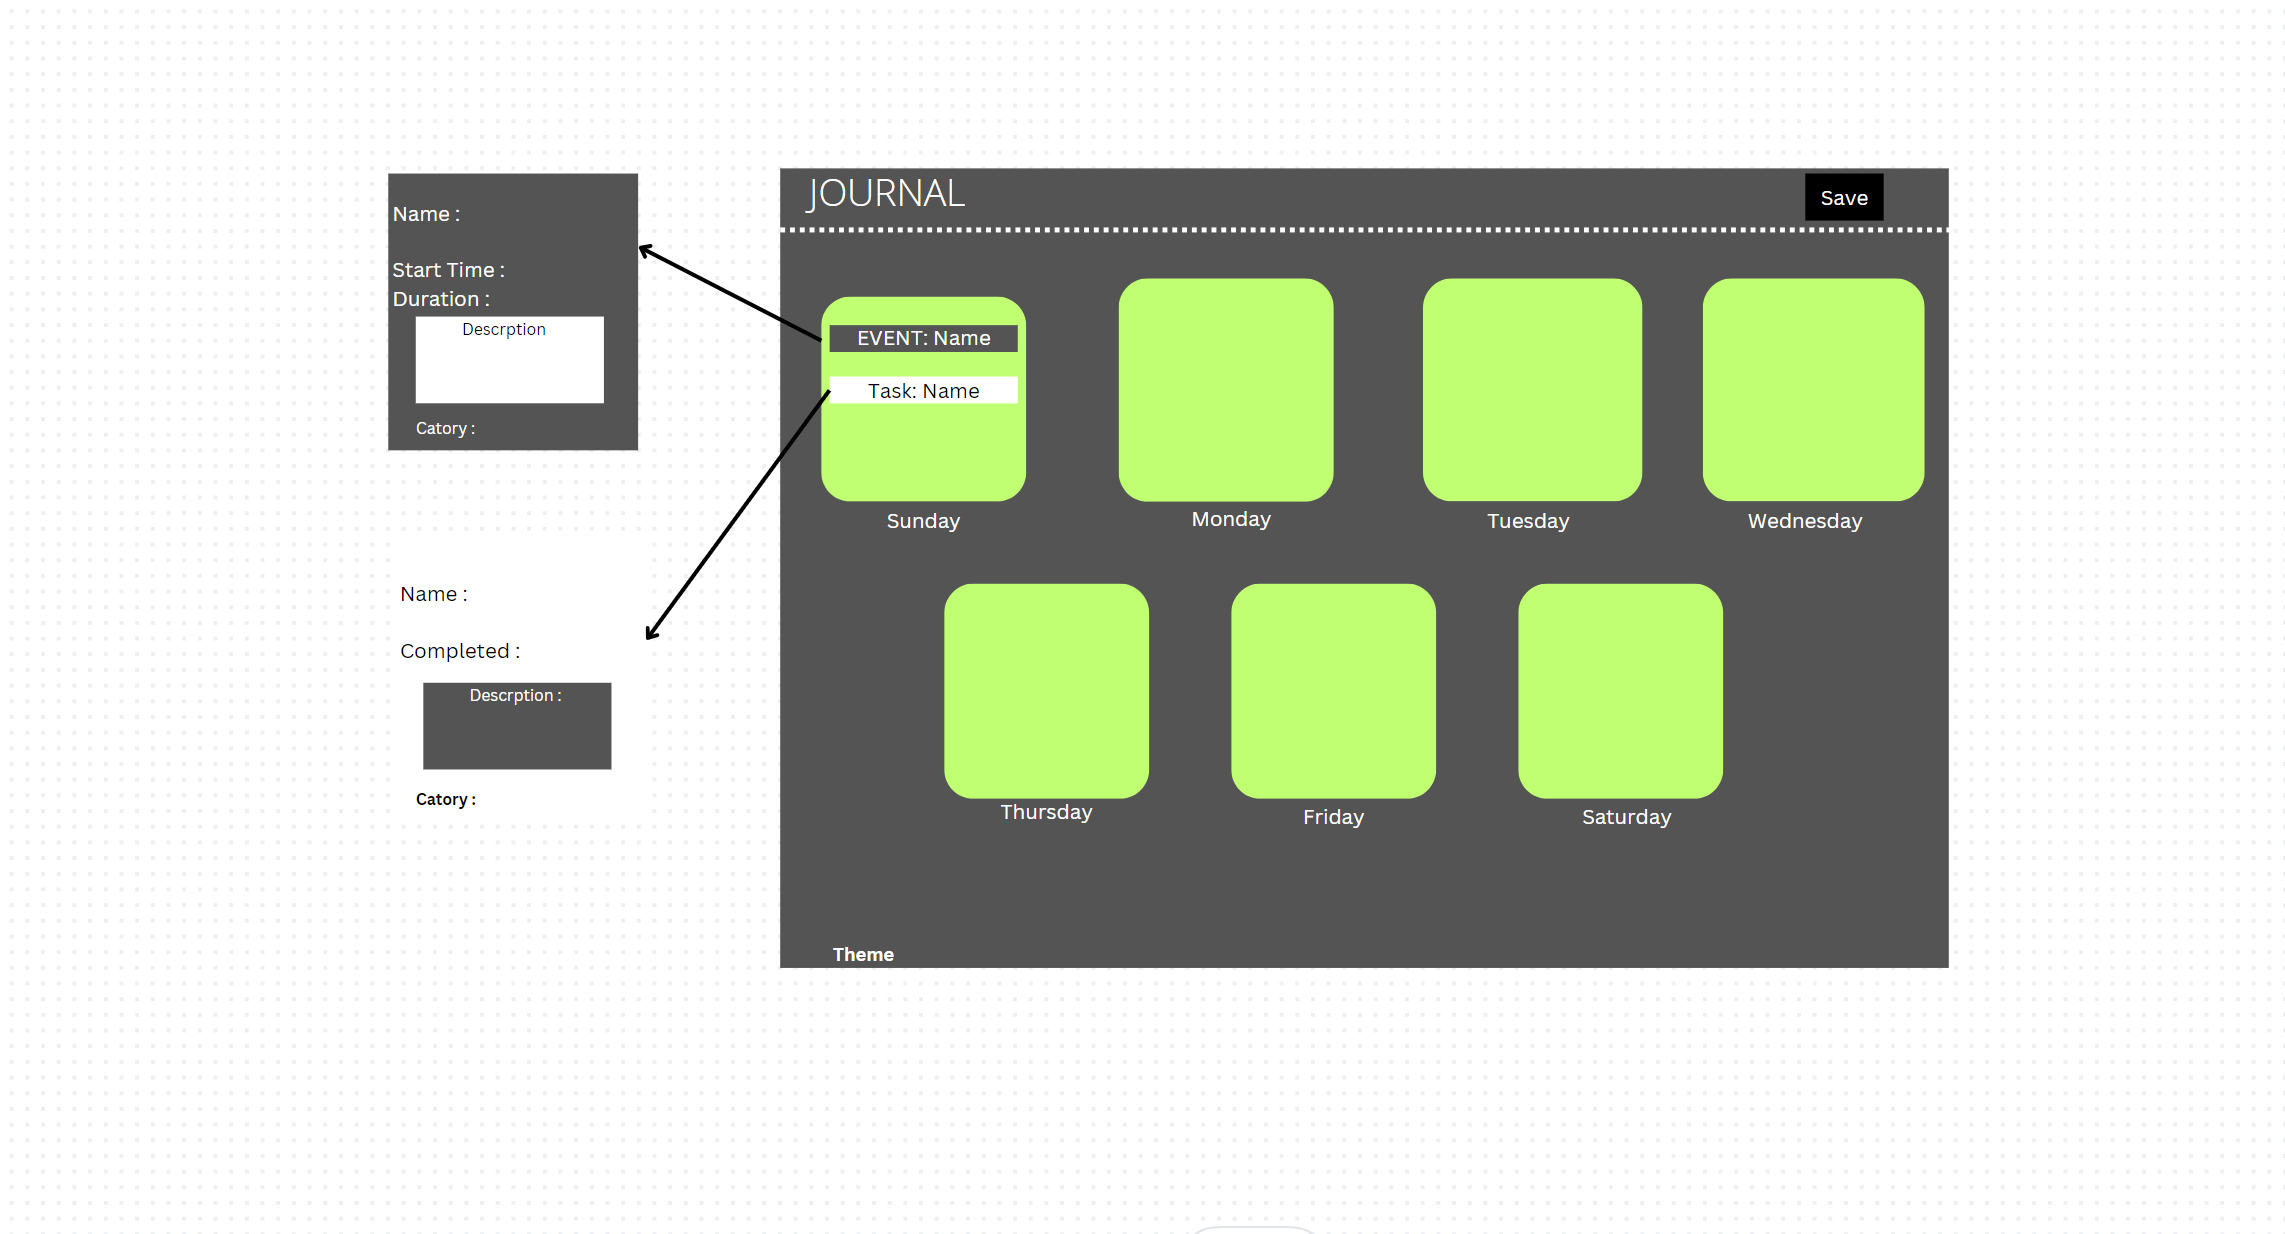 Name :
Start Time :
Duration :
Descrption
Catory :
Name :
Completed :
Descrption :
Catory :
JOURNAL
Save
EVENT: Name
Task: Name
Sunday
Monday
Tuesday
Wednesday
Thursday
Friday
Saturday
Theme